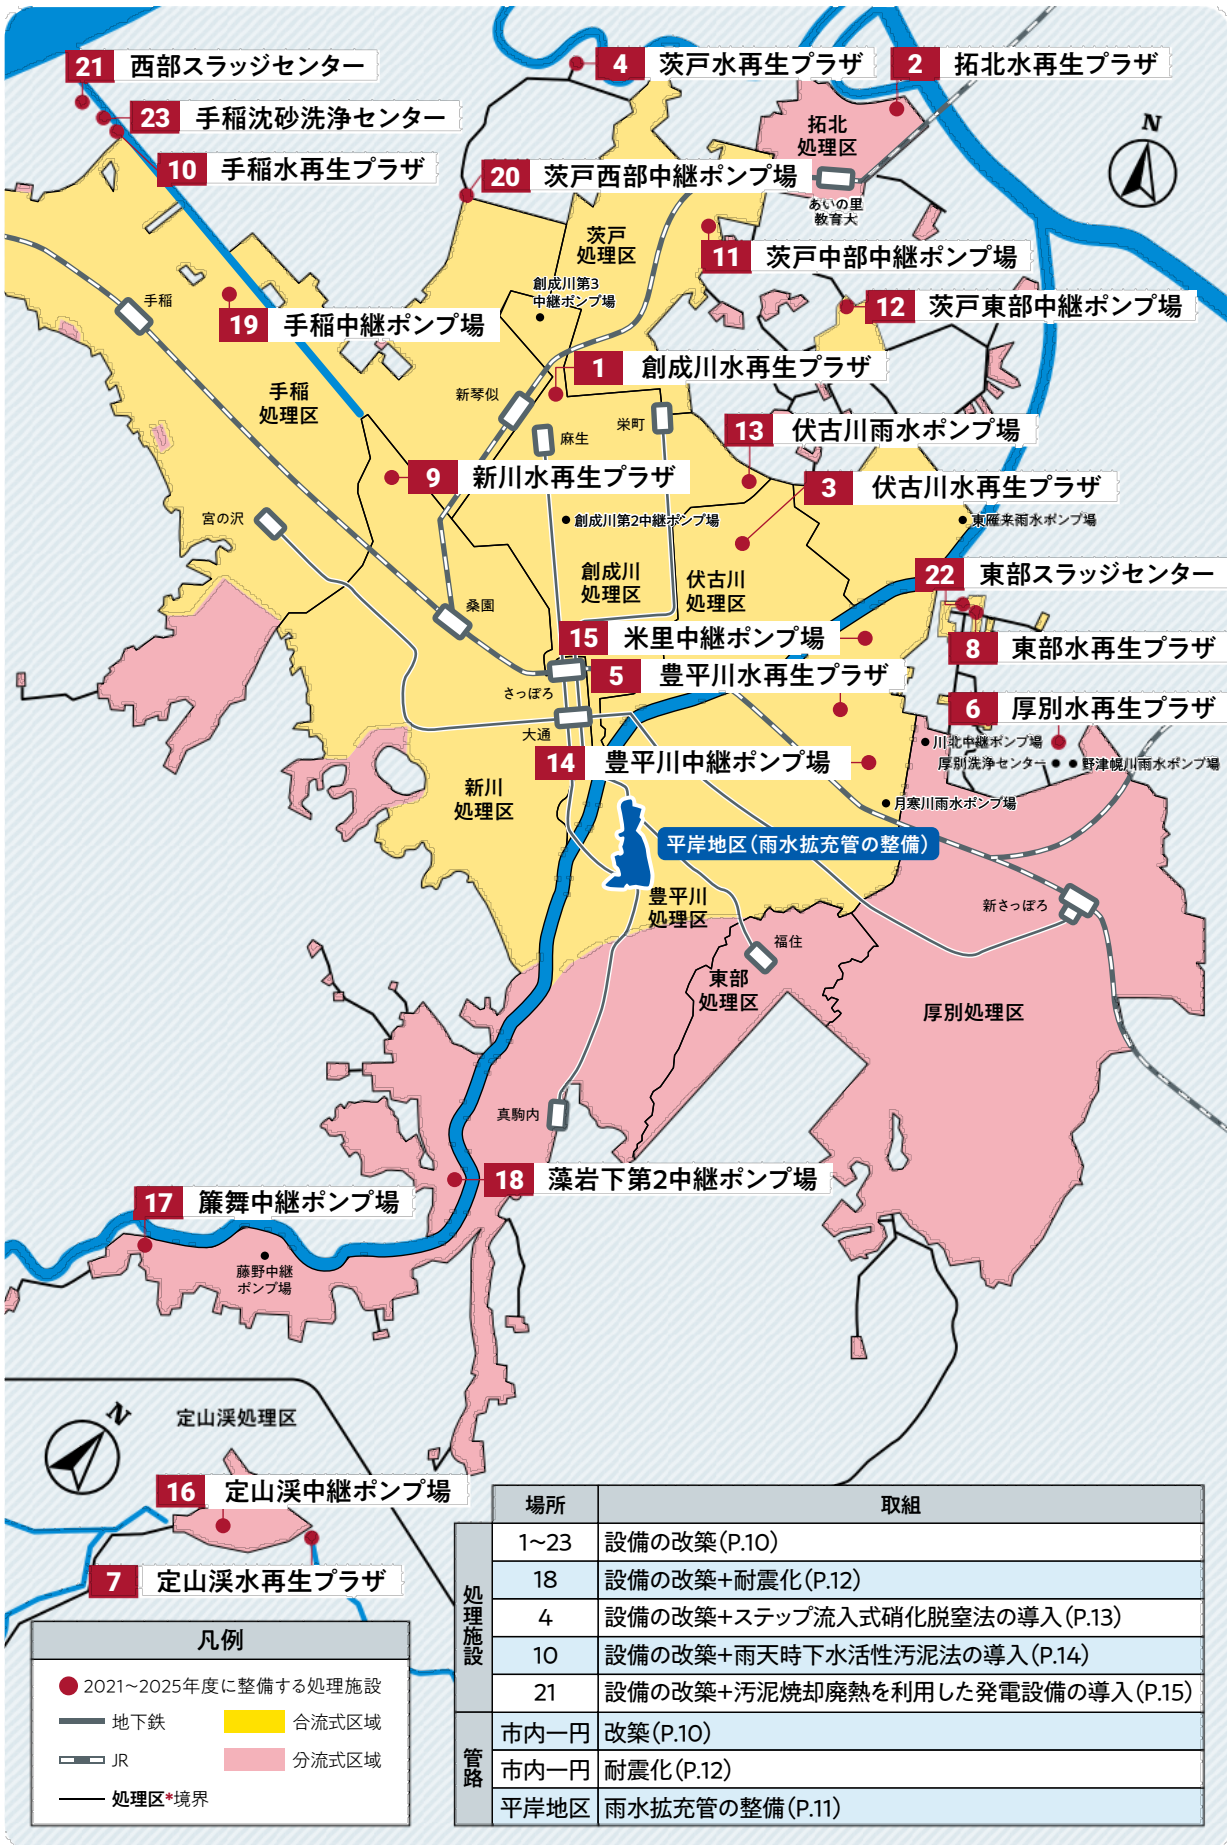 21 西部スラッジセンター
4 茨戸水再生プラザ
2 拓北水再生プラザ
23 手稲沈砂洗浄センター
拓北
処理区
N
10 手稲水再生プラザ
20 茨戸西部中継ポンプ場
あいの里
教育大
茨戸
処理区
11 茨戸中部中継ポンプ場
創成川第3
中継ポンプ場
手稲
12 茨戸東部中継ポンプ場
19 手稲中継ポンプ場
1 創成川水再生プラザ
手稲
処理区
新琴似
栄町
麻生
13 伏古川雨水ポンプ場
9 新川水再生プラザ
3 伏古川水再生プラザ
宮の沢
創成川第2中継ポンプ場
東雁来雨水ポンプ場
創成川
処理区
伏古川
処理区
22 東部スラッジセンター
桑園
15 米里中継ポンプ場
8 東部水再生プラザ
5 豊平川水再生プラザ
さっぽろ
6 厚別水再生プラザ
大通
川北中継ポンプ場
14 豊平川中継ポンプ場
厚別洗浄センター
野津幌川雨水ポンプ場
新川
処理区
月寒川雨水ポンプ場
平岸地区(雨水拡充管の整備)
豊平川
処理区
新さっぽろ
福住
東部
処理区
厚別処理区
真駒内
18 藻岩下第2中継ポンプ場
17 簾舞中継ポンプ場
藤野中継
ポンプ場
N
定山渓処理区
16 定山渓中継ポンプ場
7 定山渓水再生プラザ
凡例
2021~2025年度に整備する処理施設
地下鉄
合流式区域
JR
分流式区域
処理区*境界
場所 取組
処理施設
1~23 設備の改築(P.10)
18 設備の改築+耐震化(P.12)
4 設備の改築+ステップ流入式硝化脱窒法の導入(P.13)
10 設備の改築+雨天時下水活性汚泥法の導入(P.14)
21 設備の改築+汚泥焼却廃熱を利用した発電設備の導入(P.15)
管路
市内一円 改築(P.10)
市内一円 耐震化(P.12)
平岸地区 雨水拡充管の整備(P.11)